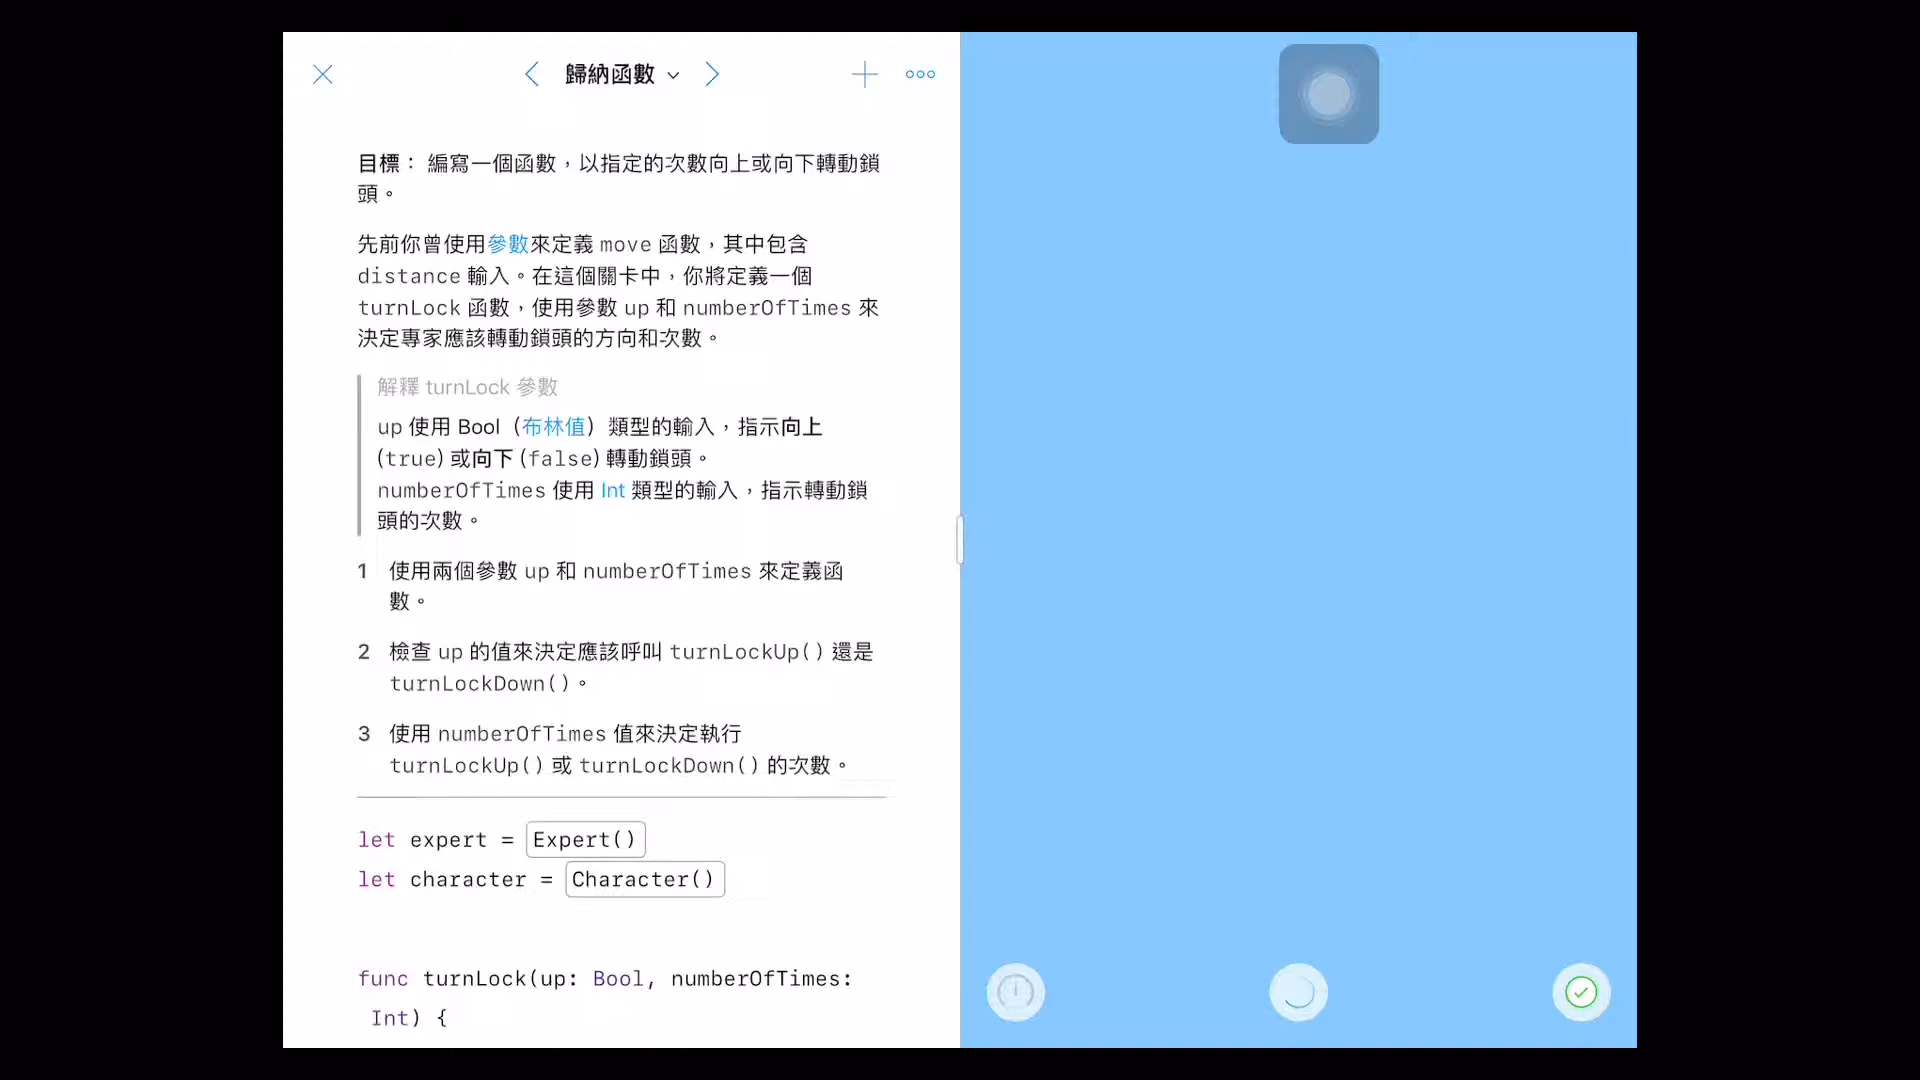 歸納函數
目標： 編寫一個函數，以指定的次數向上或向下轉動鎖
頭。
先前你曾使用參數來定義 move 函數，其中包含
distance 輸入。在這個關卡中，你將定義一個
turnLock 函數，使用參數 up 和 numberOfTimes 來
決定專家應該轉動鎖頭的方向和次數。
解釋 turnLock 參數
up 使用 Bool（布林值）類型的輸入，指示向上
(true) 或向下 (false) 轉動鎖頭。
numberOfTimes 使用 Int 類型的輸入，指示轉動鎖
頭的次數。
1 使用兩個參數 up 和 numberOfTimes 來定義函
數。
2 檢查 up 的值來決定應該呼叫 turnLockUp() 還是
turnLockDown()。
3 使用 numberOfTimes 值來決定執行
turnLockUp() 或 turnLockDown() 的次數。
let expert = Expert()
let character = Character()
func turnLock(up: Bool, numberOfTimes:
Int) {